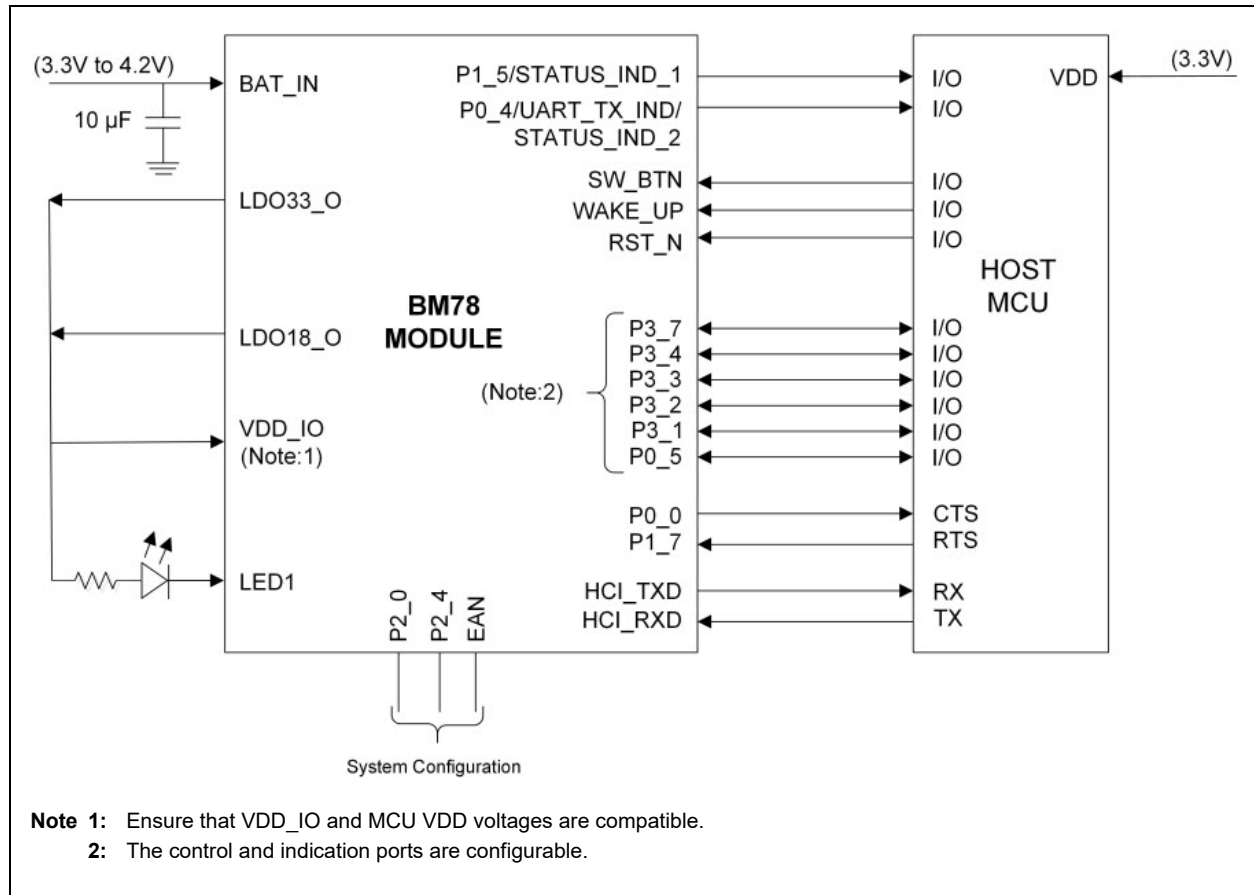 (3.3V to 4.2V)
BAT_IN
10 µF
LDO33_O
LDO18_O
VDD_IO
(Note:1)
LED1
BM78
MODULE
P1_5/STATUS_IND_1
P0_4/UART_TX_IND/
STATUS_IND_2
SW_BTN
WAKE_UP
RST_N
(Note:2)
P3_7
P3_4
P3_3
P3_2
P3_1
P0_5
P0_0
P1_7
HCI_TXD
HCI_RXD
P2_0
P2_4
EAN
System Configuration
I/O
I/O
I/O
I/O
I/O
HOST
MCU
I/O
I/O
I/O
I/O
I/O
I/O
CTS
RTS
RX
TX
VDD
(3.3V)
Note 1: Ensure that VDD_IO and MCU VDD voltages are compatible.
2: The control and indication ports are configurable.